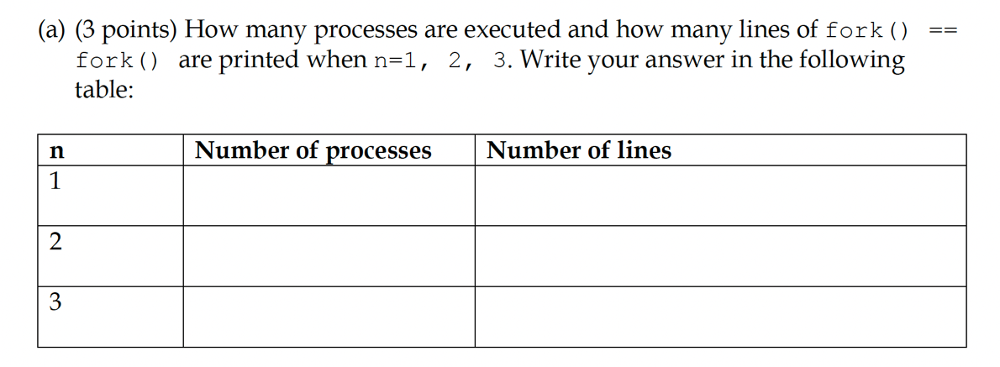 (a) (3 points) How many processes are executed and how many lines of fork() ==
fork() are printed when n=1, 2, 3. Write your answer in the following
table:
n Number of processes Number of lines
1
2
3